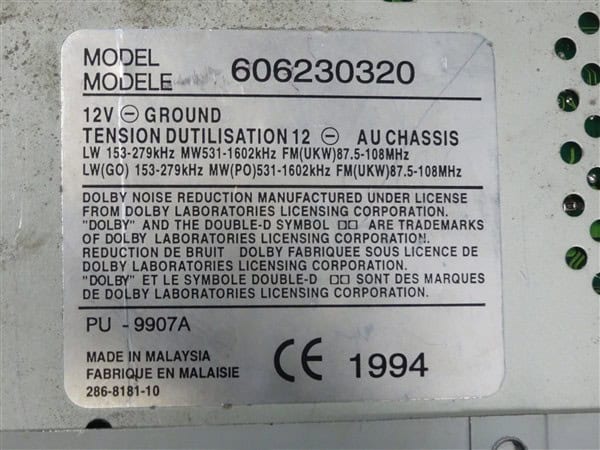 MODEL
MODELE 606230320
12V ⊖ GROUND
TENSION DUTILISATION 12 ⊖ AU CHASSIS
LW 153-279kHz MW531-1602kHz FM(UKW)87.5-108MHz
LW(GO) 153-279kHz MW(PO)531-1602kHz FM(UKW)87.5-108MHz
DOLBY NOISE REDUCTION MANUFACTURED UNDER LICENSE
FROM DOLBY LABORATORIES LICENSING CORPORATION.
"DOLBY" AND THE DOUBLE-D SYMBOL □□ ARE TRADEMARKS
OF DOLBY LABORATORIES LICENSING CORPORATION.
REDUCTION DE BRUIT DOLBY FABRIQUEE SOUS LICENCE DE
DOLBY LABORATORIES LICENSING CORPORATION.
"DOLBY" ET LE SYMBOLE DOUBLE-D □□ SONT DES MARQUES
DE DOLBY LABORATORIES LICENSING CORPORATION.
PU - 9907A
MADE IN MALAYSIA
FABRIQUE EN MALAISIE
286-8181-10
CE 1994